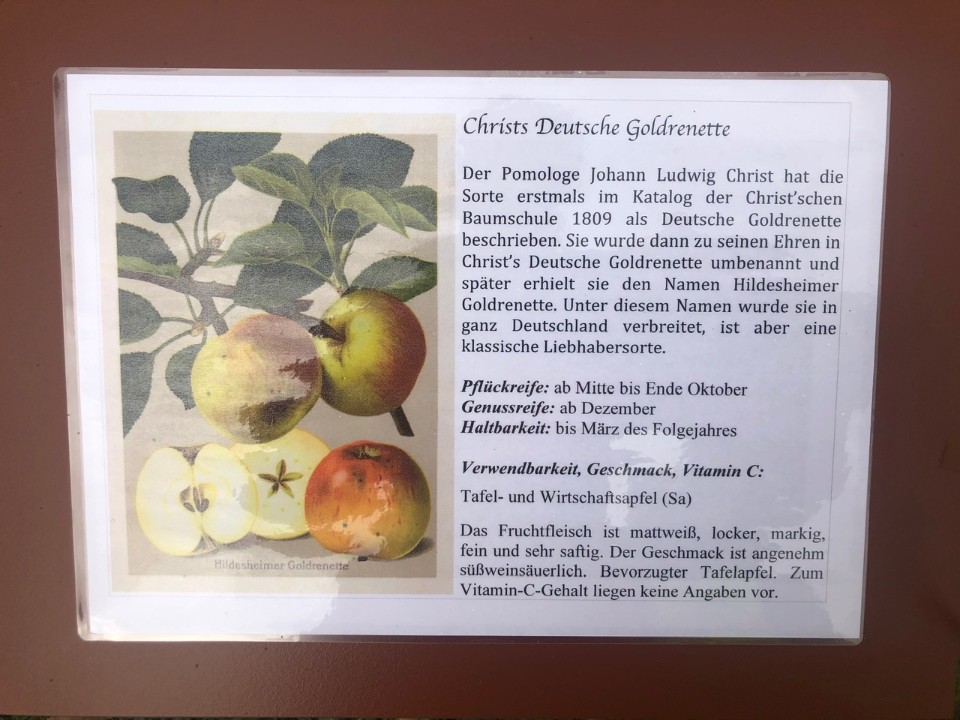 Christs Deutsche Goldrenette
Der Pomologe Johann Ludwig Christ hat die
Sorte erstmals im Katalog der Christ'schen
Baumschule 1809 als Deutsche Goldrenette
beschrieben. Sie wurde dann zu seinen Ehren in
Christ's Deutsche Goldrenette umbenannt und
später erhielt sie den Namen Hildesheimer
Goldrenette. Unter diesem Namen wurde sie in
ganz Deutschland verbreitet, ist aber eine
klassische Liebhabersorte.
Pflückreife: ab Mitte bis Ende Oktober
Genussreife: ab Dezember
Haltbarkeit: bis März des Folgejahres
Verwendbarkeit, Geschmack, Vitamin C:
Tafel- und Wirtschaftsapfel (Sa)
Das Fruchtfleisch ist mattweiß, locker, markig,
fein und sehr saftig. Der Geschmack ist angenehm
süßweinsäuerlich. Bevorzugter Tafelapfel. Zum
Vitamin-C-Gehalt liegen keine Angaben vor.
Hildesheimer Goldrenette